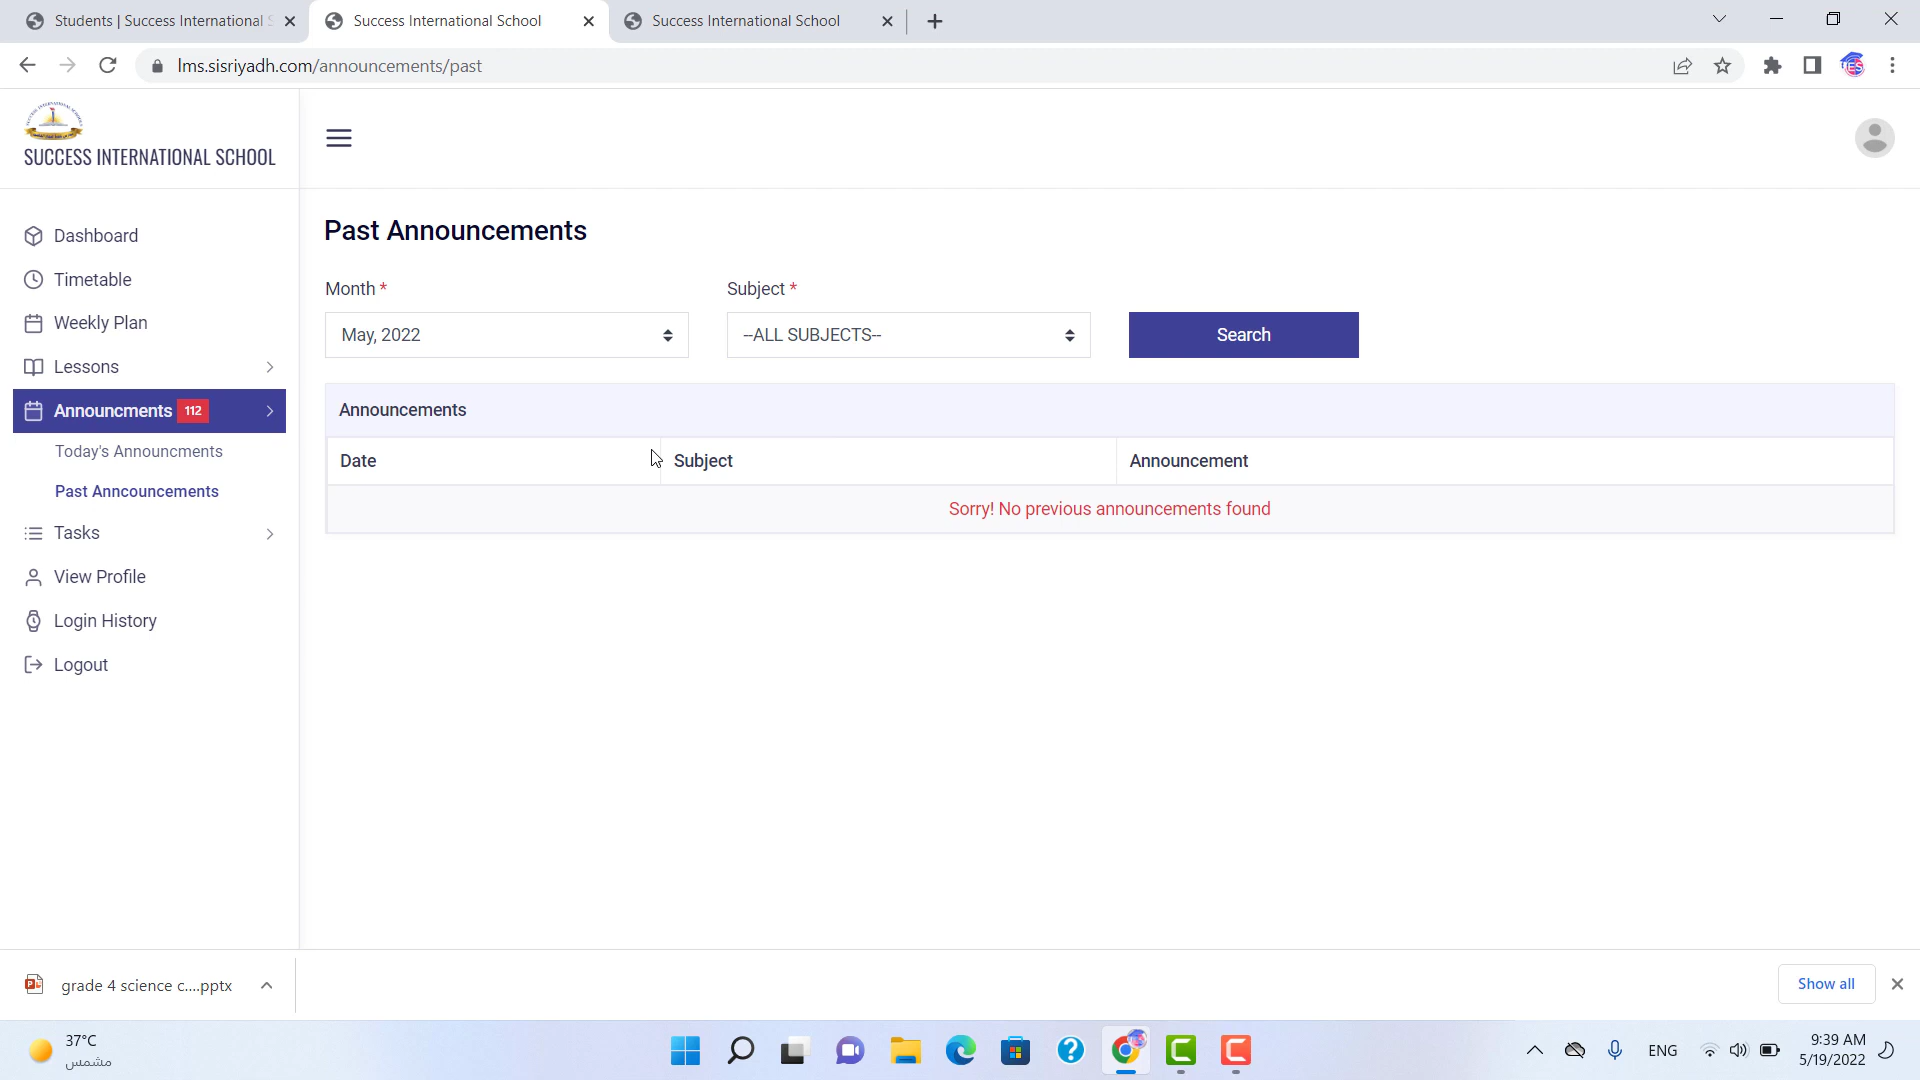 Students | Success International S
Success International School
Success International School
lms.sisriyadh.com/announcements/past
SUCCESS INTERNATIONAL SCHOOL
Dashboard
Timetable
Weekly Plan
Lessons
Announcments 112
Today's Announcments
Past Anncouncements
Tasks
View Profile
Login History
Logout
Past Announcements
Month *
Subject *
May, 2022
--ALL SUBJECTS--
Search
Announcements
Date
Subject
Announcement
Sorry! No previous announcements found
grade 4 science c....pptx
Show all
37°C
مشمس
ENG
9:39 AM
5/19/2022